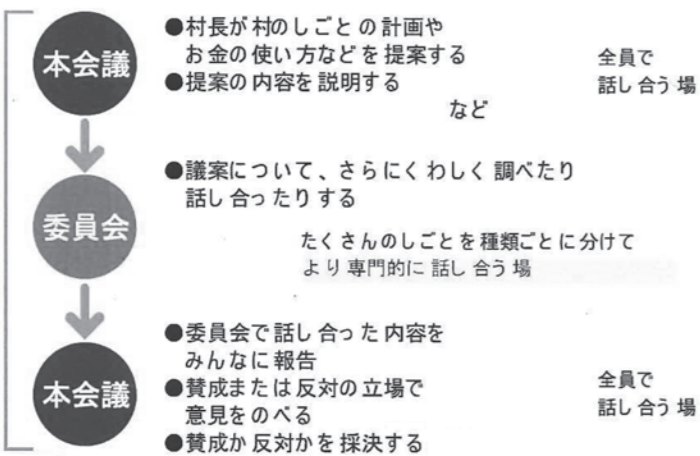 本会議
●村長が村のしごとの計画や
お金の使い方などを提案する
●提案の内容を説明する
など
全員で
話し合う場
委員会
●議案について、さらにくわしく調べたり
話し合ったりする
たくさんのしごとを種類ごとに分けて
より専門的に話し合う場
本会議
●委員会で話し合った内容を
みんなに報告
●賛成または反対の立場で
意見をのべる
●賛成か反対かを採決する
全員で
話し合う場